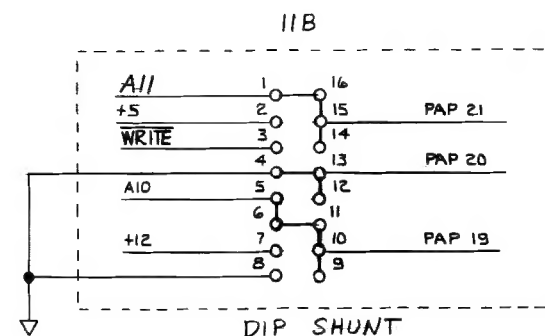 11B
A11 1 16
+5 2 15 PAP 21
WRITE 3 14
4 13 PAP 20
A10 5 12
6 11
+12 7 10 PAP 19
8 9
DIP SHUNT